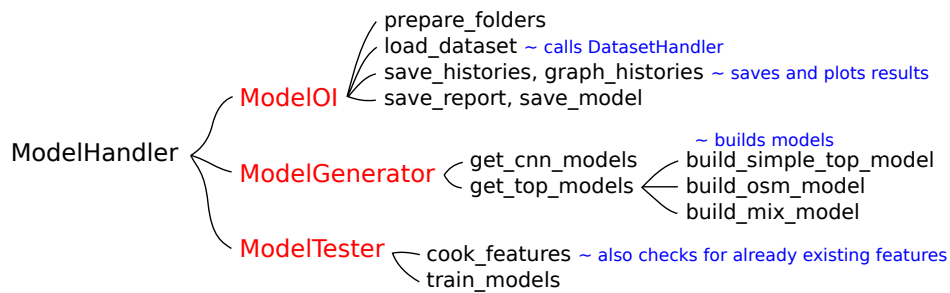 prepare_folders
load_dataset ~ calls DatasetHandler
save_histories, graph_histories ~ saves and plots results
ModelOI
save_report, save_model
~ builds models
ModelHandler
get_cnn_models
build_simple_top_model
ModelGenerator
get_top_models
build_osm_model
build_mix_model
ModelTester
cook_features ~ also checks for already existing features
train_models